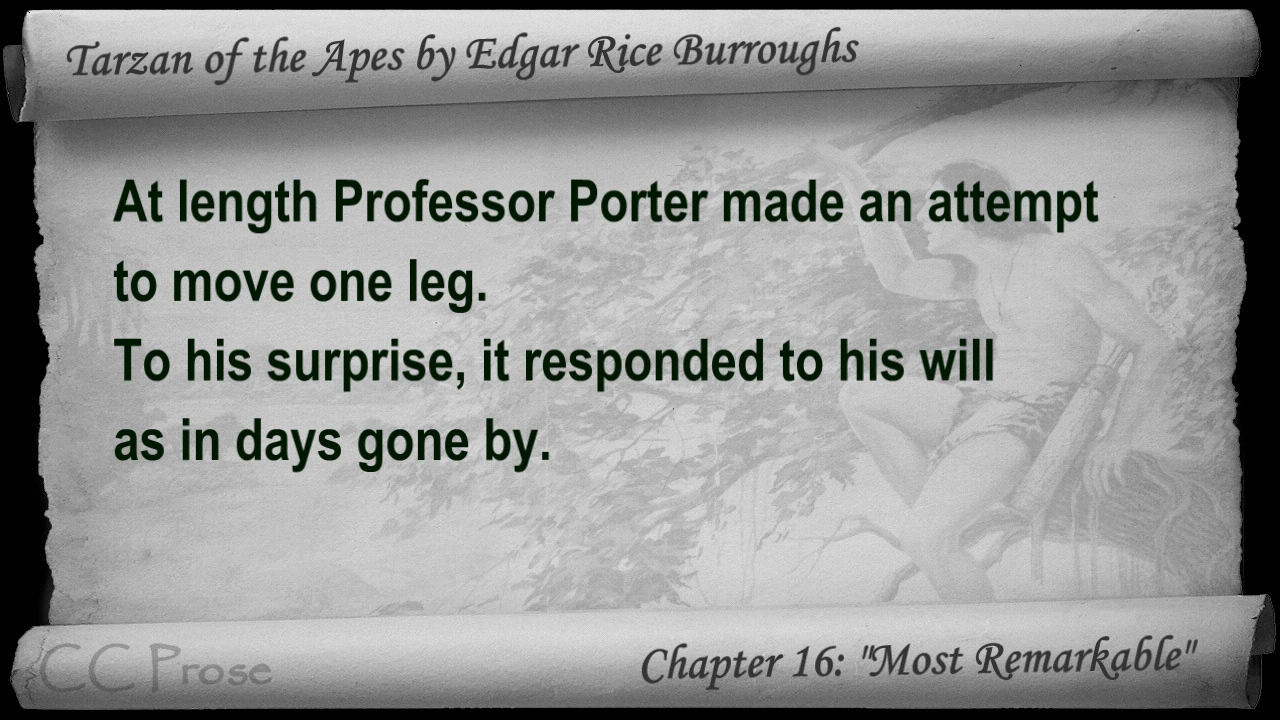 Tarzan of the Apes by Edgar Rice Burroughs
At length Professor Porter made an attempt
to move one leg.
To his surprise, it responded to his will
as in days gone by.
CC Prose
Chapter 16: "Most Remarkable"